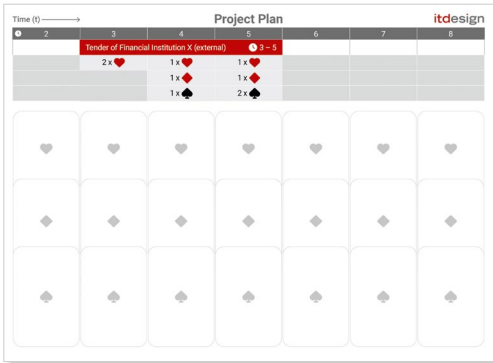 Time (t) Project Plan itdesign
2 3 4 5 6 7 8
Tender of Financial Institution X (external) 3 – 5
2 x 1 x 1 x
1 x 1 x
1 x 2 x